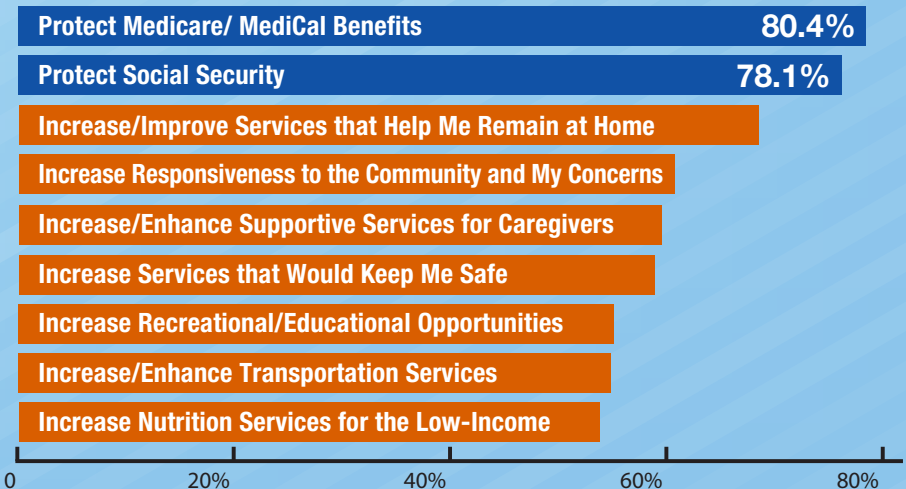 Protect Medicare/ MediCal Benefits 80.4%
Protect Social Security 78.1%
Increase/Improve Services that Help Me Remain at Home
Increase Responsiveness to the Community and My Concerns
Increase/Enhance Supportive Services for Caregivers
Increase Services that Would Keep Me Safe
Increase Recreational/Educational Opportunities
Increase/Enhance Transportation Services
Increase Nutrition Services for the Low-Income
0 20% 40% 60% 80%